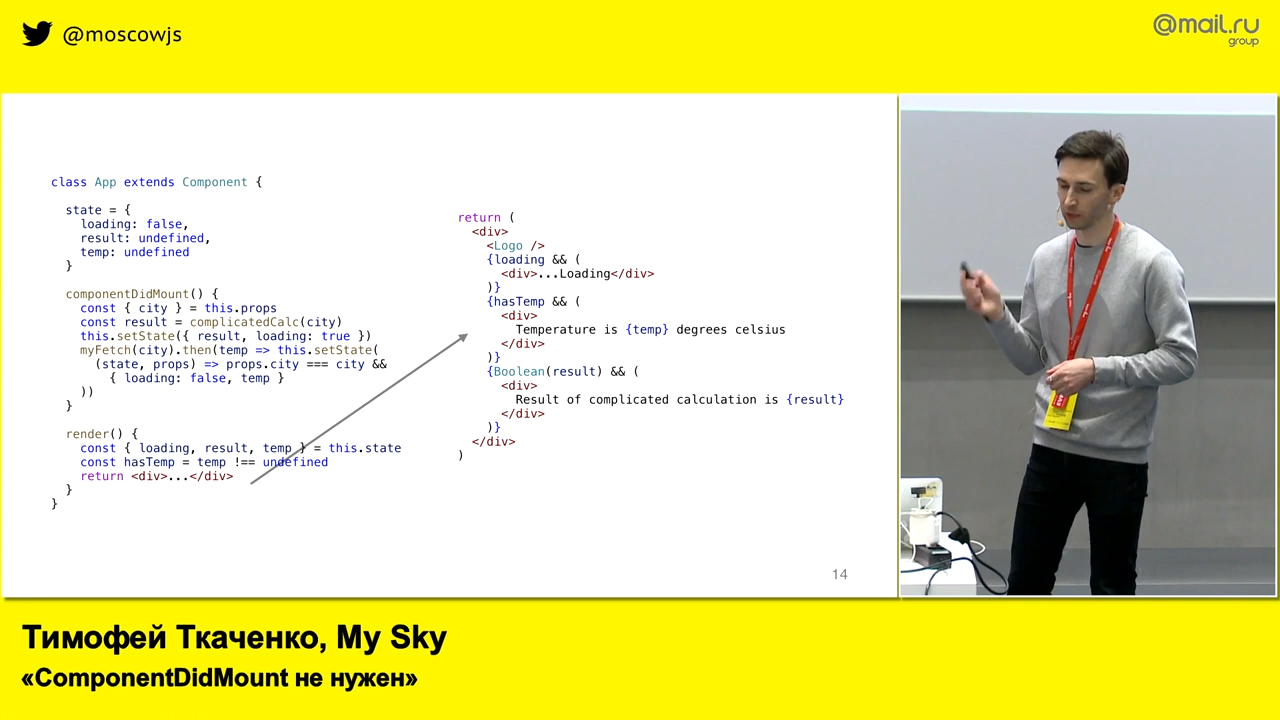 @moscowjs
@mail.ru
group
class App extends Component {
state = {
loading: false,
result: undefined,
temp: undefined
}
componentDidMount() {
const { city } = this.props
const result = complicatedCalc(city)
this.setState({ result, loading: true })
myFetch(city).then(temp => this.setState(
(state, props) => props.city === city &&
{ loading: false, temp }
))
}
render() {
const { loading, result, temp } = this.state
const hasTemp = temp !== undefined
return <div>...</div>
}
}
return (
<div>
<Logo />
{loading && (
<div>...Loading</div>
)}
{hasTemp && (
<div>
Temperature is {temp} degrees celsius
</div>
)}
{Boolean(result) && (
<div>
Result of complicated calculation is {result}
</div>
)}
</div>
)
14
Тимофей Ткаченко, My Sky
«ComponentDidMount не нужен»